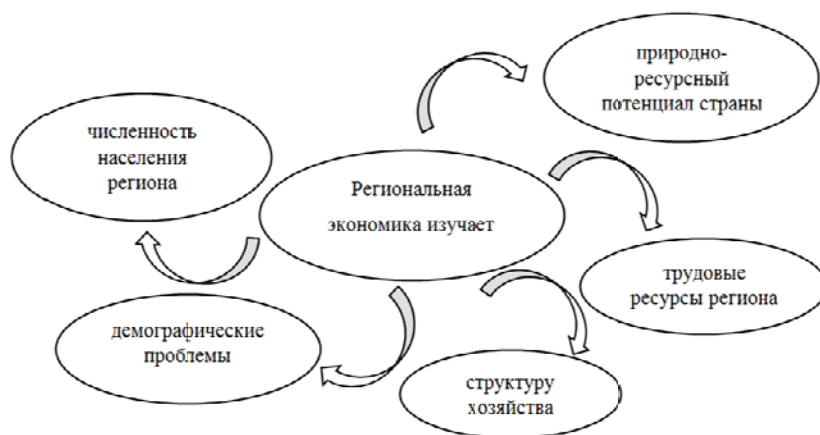 природно-
ресурсный
потенциал страны
численность
населения
региона
Региональная
экономика изучает
трудовые
ресурсы региона
демографические
проблемы
структуру
хозяйства